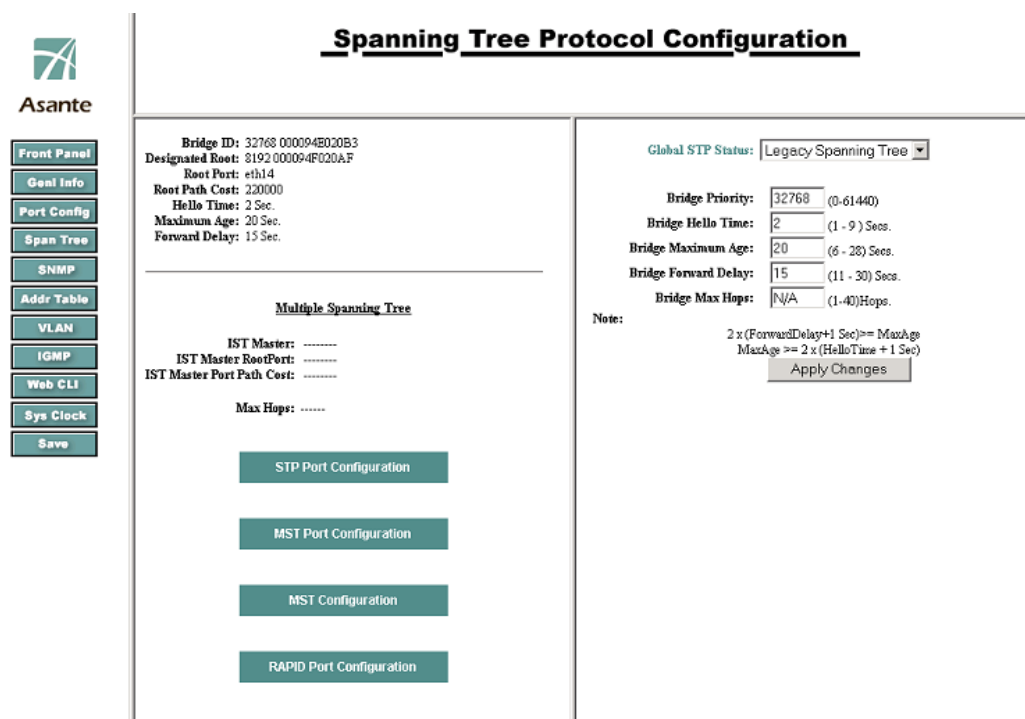 Spanning Tree Protocol Configuration
Asante
Front Panel
Genl Info
Port Config
Span Tree
SNMP
Addr Table
VLAN
IGMP
Web CLI
Sys Clock
Save
Bridge ID: 32768 000094E020B3
Designated Root: 8192 000094F020AF
Root Port: eth14
Root Path Cost: 220000
Hello Time: 2 Sec.
Maximum Age: 20 Sec.
Forward Delay: 15 Sec.
Multiple Spanning Tree
IST Master: --------
IST Master RootPort: --------
IST Master Port Path Cost: --------
Max Hops: ------
STP Port Configuration
MST Port Configuration
MST Configuration
RAPID Port Configuration
Global STP Status: Legacy Spanning Tree
Bridge Priority: 32768 (0-61440)
Bridge Hello Time: 2 (1 - 9 ) Secs.
Bridge Maximum Age: 20 (6 - 28) Secs.
Bridge Forward Delay: 15 (11 - 30) Secs.
Bridge Max Hops: N/A (1-40)Hops.
Note:
2 x (ForwardDelay+1 Sec)>= MaxAge
MaxAge >= 2 x (HelloTime + 1 Sec)
Apply Changes